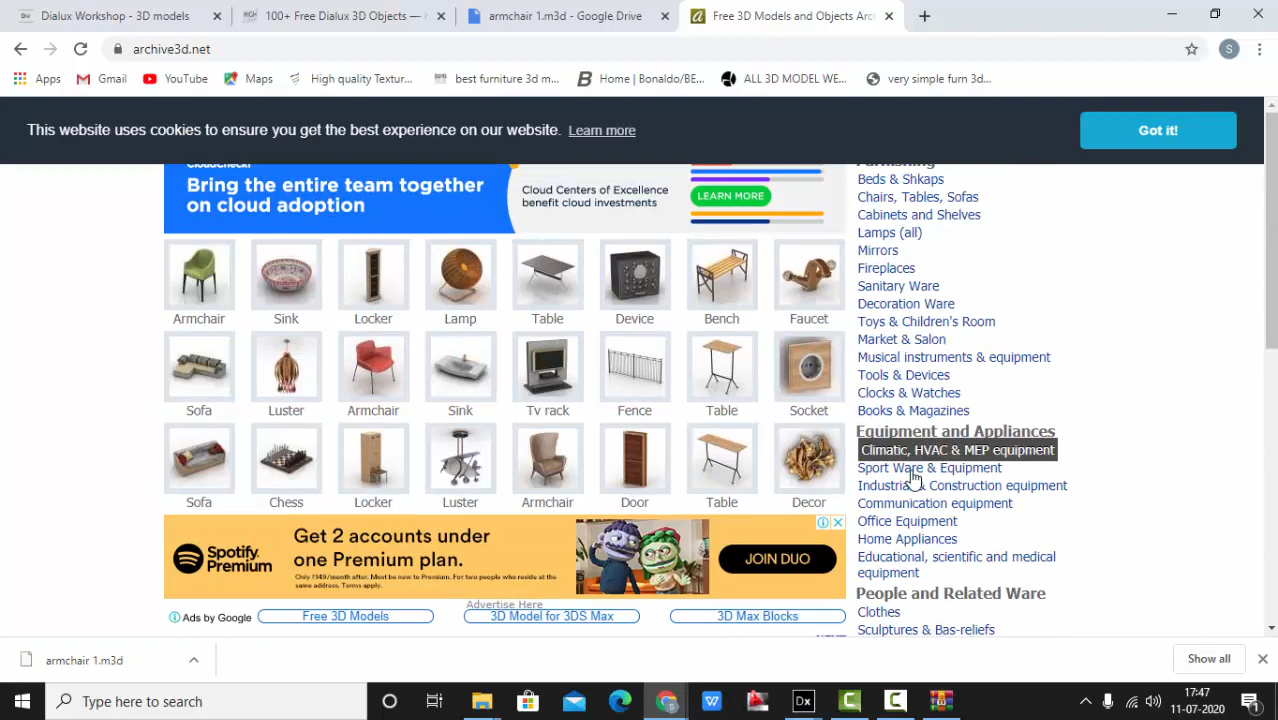 DW Dialux Workshop - 3D models
100+ Free Dialux 3D Objects —
armchair 1.m3d - Google Drive
Free 3D Models and Objects Arc
archive3d.net
S
Apps
Gmail
YouTube
Maps
High quality Textur...
best furniture 3d m...
Home | Bonaldo/BE...
ALL 3D MODEL WE...
very simple furn 3d...
This website uses cookies to ensure you get the best experience on our website. Learn more
Got it!
Bring the entire team together
on cloud adoption
Cloud Centers of Excellence
benefit cloud investments
LEARN MORE
Armchair
Sink
Locker
Lamp
Table
Device
Bench
Faucet
Sofa
Luster
Armchair
Sink
Tv rack
Fence
Table
Socket
Sofa
Chess
Locker
Luster
Armchair
Door
Table
Decor
Spotify
Premium
Get 2 accounts under
one Premium plan.
Only ₹149/month after. Must be new to Premium. For two people who reside at the
same address. Terms apply.
JOIN DUO
Advertise Here
Ads by Google
Free 3D Models
3D Model for 3DS Max
3D Max Blocks
Furnishing
Beds & Shkaps
Chairs, Tables, Sofas
Cabinets and Shelves
Lamps (all)
Mirrors
Fireplaces
Sanitary Ware
Decoration Ware
Toys & Children's Room
Market & Salon
Musical instruments & equipment
Tools & Devices
Clocks & Watches
Books & Magazines
Equipment and Appliances
Climatic, HVAC & MEP equipment
Sport Ware & Equipment
Industrial & Construction equipment
Communication equipment
Office Equipment
Home Appliances
Educational, scientific and medical
equipment
People and Related Ware
Clothes
Sculptures & Bas-reliefs
armchair 1.m3d
Show all
Type here to search
Dx
17:47
11-07-2020